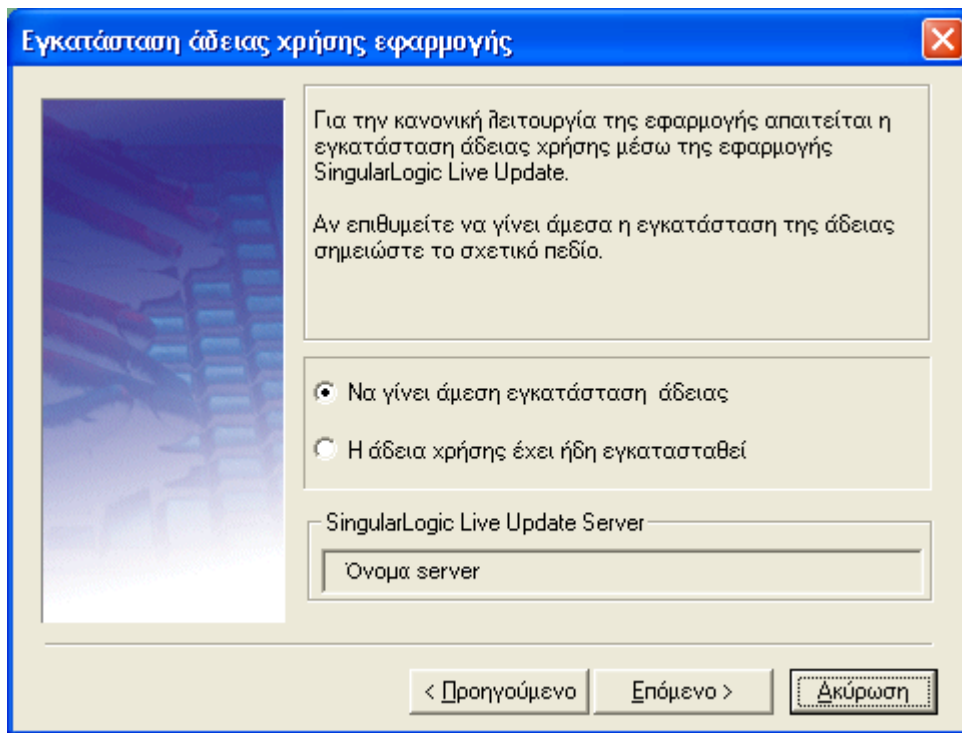 Εγκατάσταση άδειας χρήσης εφαρμογής
Για την κανονική λειτουργία της εφαρμογής απαιτείται η
εγκατάσταση άδειας χρήσης μέσω της εφαρμογής
SingularLogic Live Update.
Αν επιθυμείτε να γίνει άμεσα η εγκατάσταση της άδειας
σημειώστε το σχετικό πεδίο.
Να γίνει άμεση εγκατάσταση άδειας
Η άδεια χρήσης έχει ήδη εγκατασταθεί
SingularLogic Live Update Server
Όνομα server
< Προηγούμενο
Επόμενο >
Ακύρωση